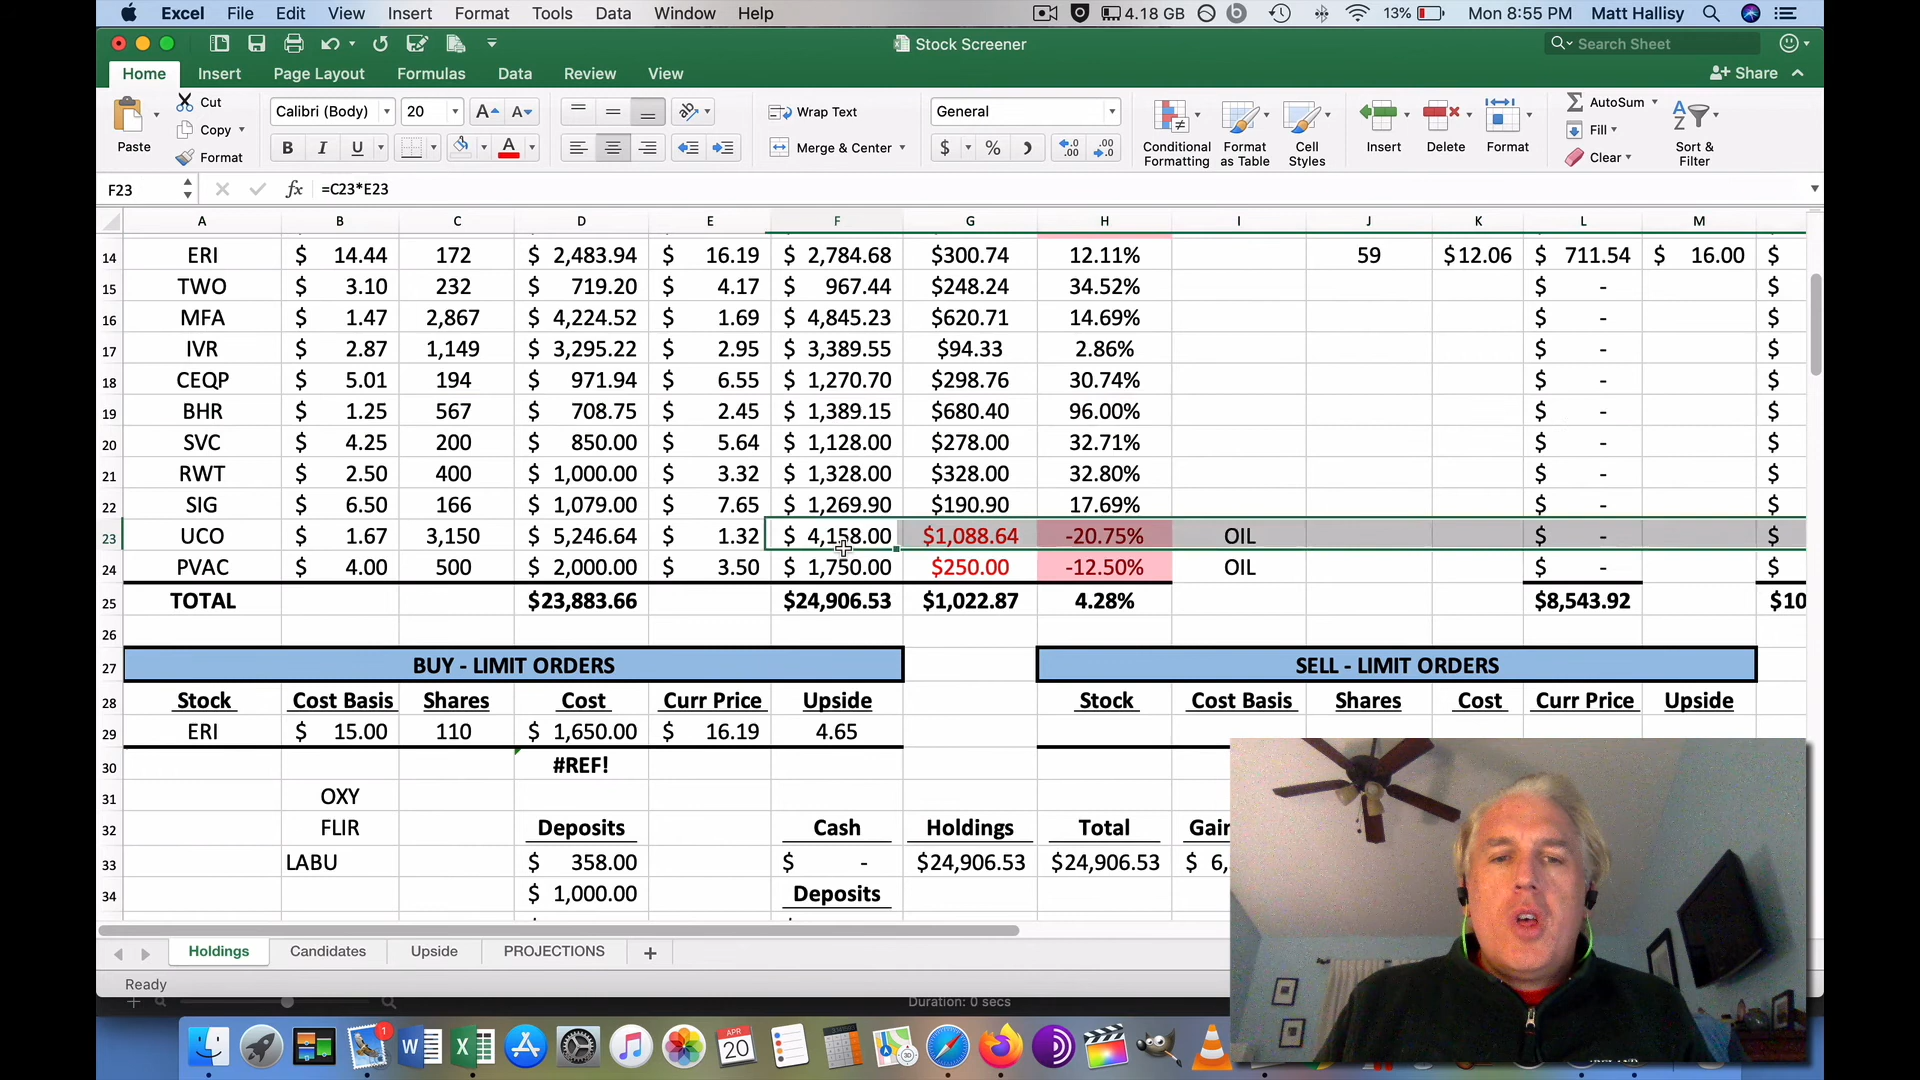 Excel File Edit View Insert Format Tools Data Window Help 4.18 GB 13% Mon 8:55 PM Matt Hallisy
Stock Screener Search Sheet
Home Insert Page Layout Formulas Data Review View Share
Paste Cut Copy Format Calibri (Body) 20 Wrap Text General Conditional Formatting Format as Table Cell Styles Insert Delete Format AutoSum Fill Clear Sort & Filter
B I U A Merge & Center $ %
F23 fx =C23*E23
A B C D E F G H I J K L M
14 ERI $ 14.44 172 $ 2,483.94 $ 16.19 $ 2,784.68 $300.74 12.11% 59 $12.06 $ 711.54 $ 16.00 $
15 TWO $ 3.10 232 $ 719.20 $ 4.17 $ 967.44 $248.24 34.52% $ - $
16 MFA $ 1.47 2,867 $ 4,224.52 $ 1.69 $ 4,845.23 $620.71 14.69% $ - $
17 IVR $ 2.87 1,149 $ 3,295.22 $ 2.95 $ 3,389.55 $94.33 2.86% $ - $
18 CEQP $ 5.01 194 $ 971.94 $ 6.55 $ 1,270.70 $298.76 30.74% $ - $
19 BHR $ 1.25 567 $ 708.75 $ 2.45 $ 1,389.15 $680.40 96.00% $ - $
20 SVC $ 4.25 200 $ 850.00 $ 5.64 $ 1,128.00 $278.00 32.71% $ - $
21 RWT $ 2.50 400 $ 1,000.00 $ 3.32 $ 1,328.00 $328.00 32.80% $ - $
22 SIG $ 6.50 166 $ 1,079.00 $ 7.65 $ 1,269.90 $190.90 17.69% $ - $
23 UCO $ 1.67 3,150 $ 5,246.64 $ 1.32 $ 4,158.00 $1,088.64 -20.75% OIL $ - $
24 PVAC $ 4.00 500 $ 2,000.00 $ 3.50 $ 1,750.00 $250.00 -12.50% OIL $ - $
25 TOTAL $23,883.66 $24,906.53 $1,022.87 4.28% $8,543.92 $10
26
27 BUY - LIMIT ORDERS SELL - LIMIT ORDERS
28 Stock Cost Basis Shares Cost Curr Price Upside Stock Cost Basis Shares Cost Curr Price Upside
29 ERI $ 15.00 110 $ 1,650.00 $ 16.19 4.65
30 #REF!
31 OXY
32 FLIR Deposits Cash Holdings Total Gain
33 LABU $ 358.00 $ - $24,906.53 $24,906.53 $ 6,
34 $ 1,000.00 Deposits
Holdings Candidates Upside PROJECTIONS +
Ready
Duration: 0 secs
1 APR 20